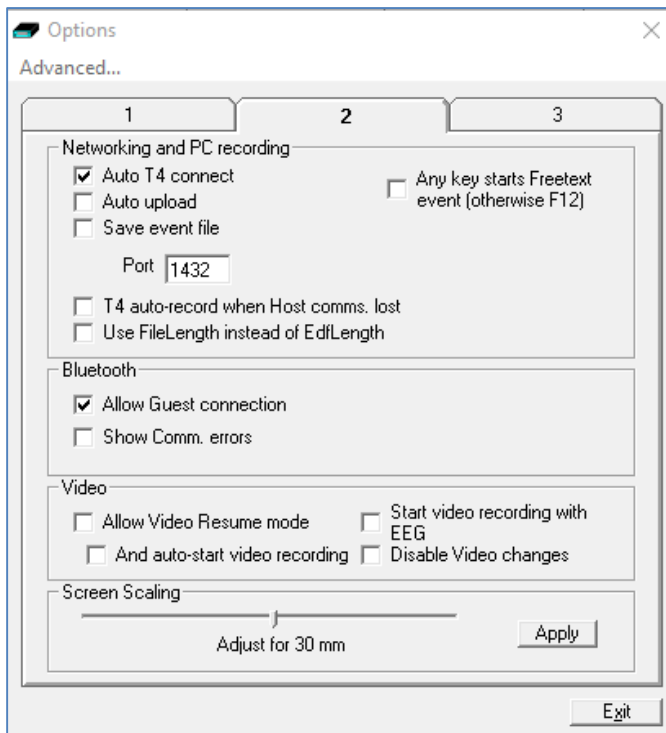 Options
Advanced...
1 2 3
Networking and PC recording
Auto T4 connect
Auto upload
Save event file
Any key starts Freetext
event (otherwise F12)
Port 1432
T4 auto-record when Host comms. lost
Use FileLength instead of EdfLength
Bluetooth
Allow Guest connection
Show Comm. errors
Video
Allow Video Resume mode
And auto-start video recording
Start video recording with
EEG
Disable Video changes
Screen Scaling
Adjust for 30 mm
Apply
Exit